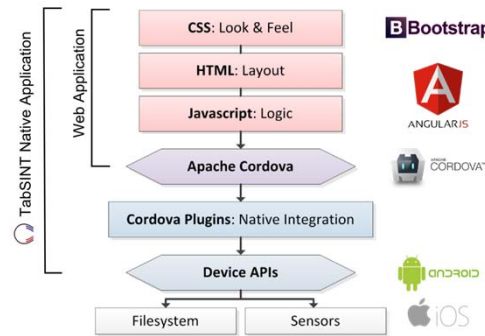 TabSINT Native Application
Web Application
CSS: Look & Feel
HTML: Layout
Javascript: Logic
Apache Cordova
Cordova Plugins: Native Integration
Device APIs
Filesystem
Sensors
B Bootstrap
A
ANGULARJS
APACHE
CORDOVA
android
iOS